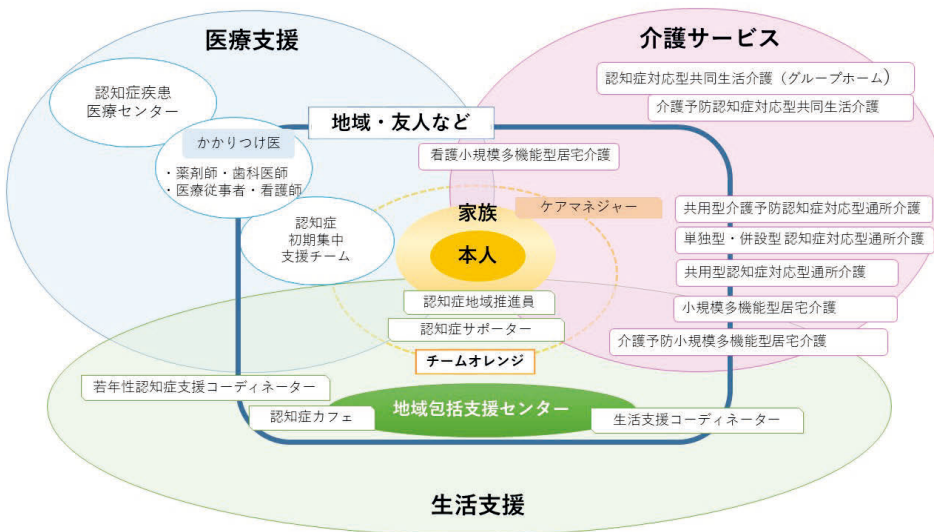 医療支援
介護サービス
認知症疾患
医療センター
認知症対応型共同生活介護（グループホーム）
介護予防認知症対応型共同生活介護
地域・友人など
かかりつけ医
・薬剤師・歯科医師
・医療従事者・看護師
看護小規模多機能型居宅介護
ケアマネジャー
家族
本人
認知症
初期集中
支援チーム
共用型介護予防認知症対応型通所介護
単独型・併設型 認知症対応型通所介護
共用型認知症対応型通所介護
小規模多機能型居宅介護
介護予防小規模多機能型居宅介護
認知症地域推進員
認知症サポーター
チームオレンジ
若年性認知症支援コーディネーター
認知症カフェ
地域包括支援センター
生活支援コーディネーター
生活支援